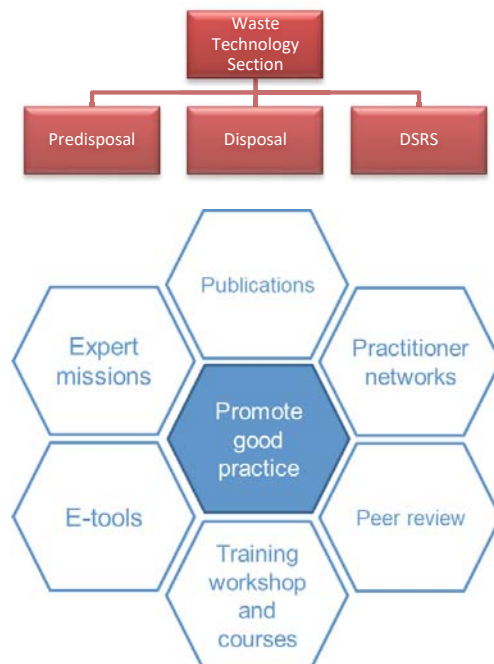 Waste
Technology
Section
Predisposal
Disposal
DSRS
Publications
Expert
missions
Practitioner
networks
Promote
good
practice
E-tools
Peer review
Training
workshop
and
courses